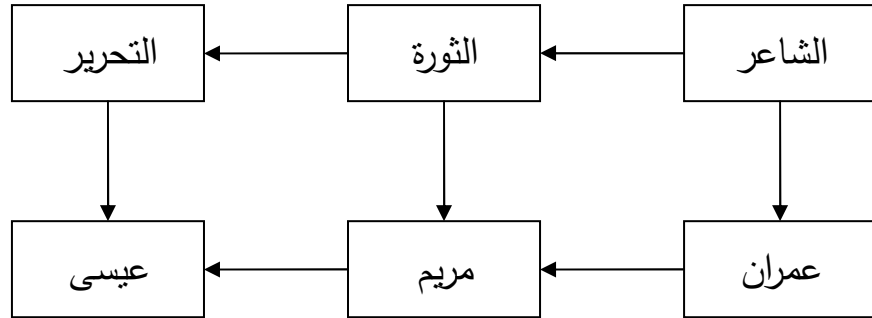 الشاعر
الثورة
التحرير
عمران
مريم
عيسى